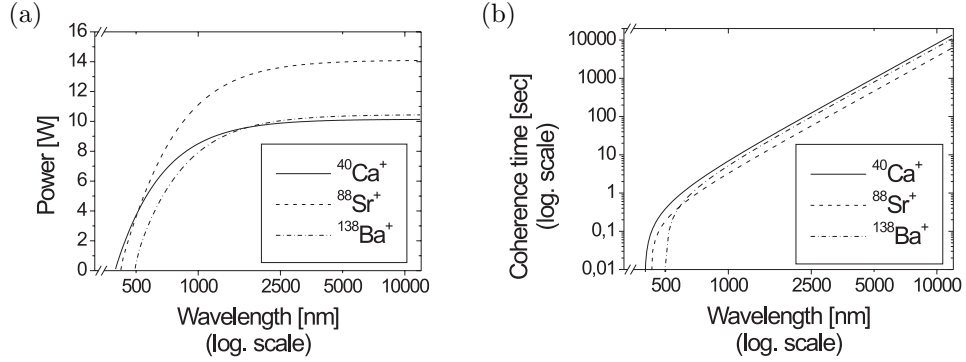 (a)
Power [W]
16
14
12
10
8
6
4
2
0
⁴⁰Ca⁺
⁸⁸Sr⁺
¹³⁸Ba⁺
500 1000 2500 5000 10000
Wavelength [nm]
(log. scale)
(b)
Coherence time [sec]
(log. scale)
10000
1000
100
10
1
0,1
0,01
⁴⁰Ca⁺
⁸⁸Sr⁺
¹³⁸Ba⁺
500 1000 2500 5000 10000
Wavelength [nm]
(log. scale)